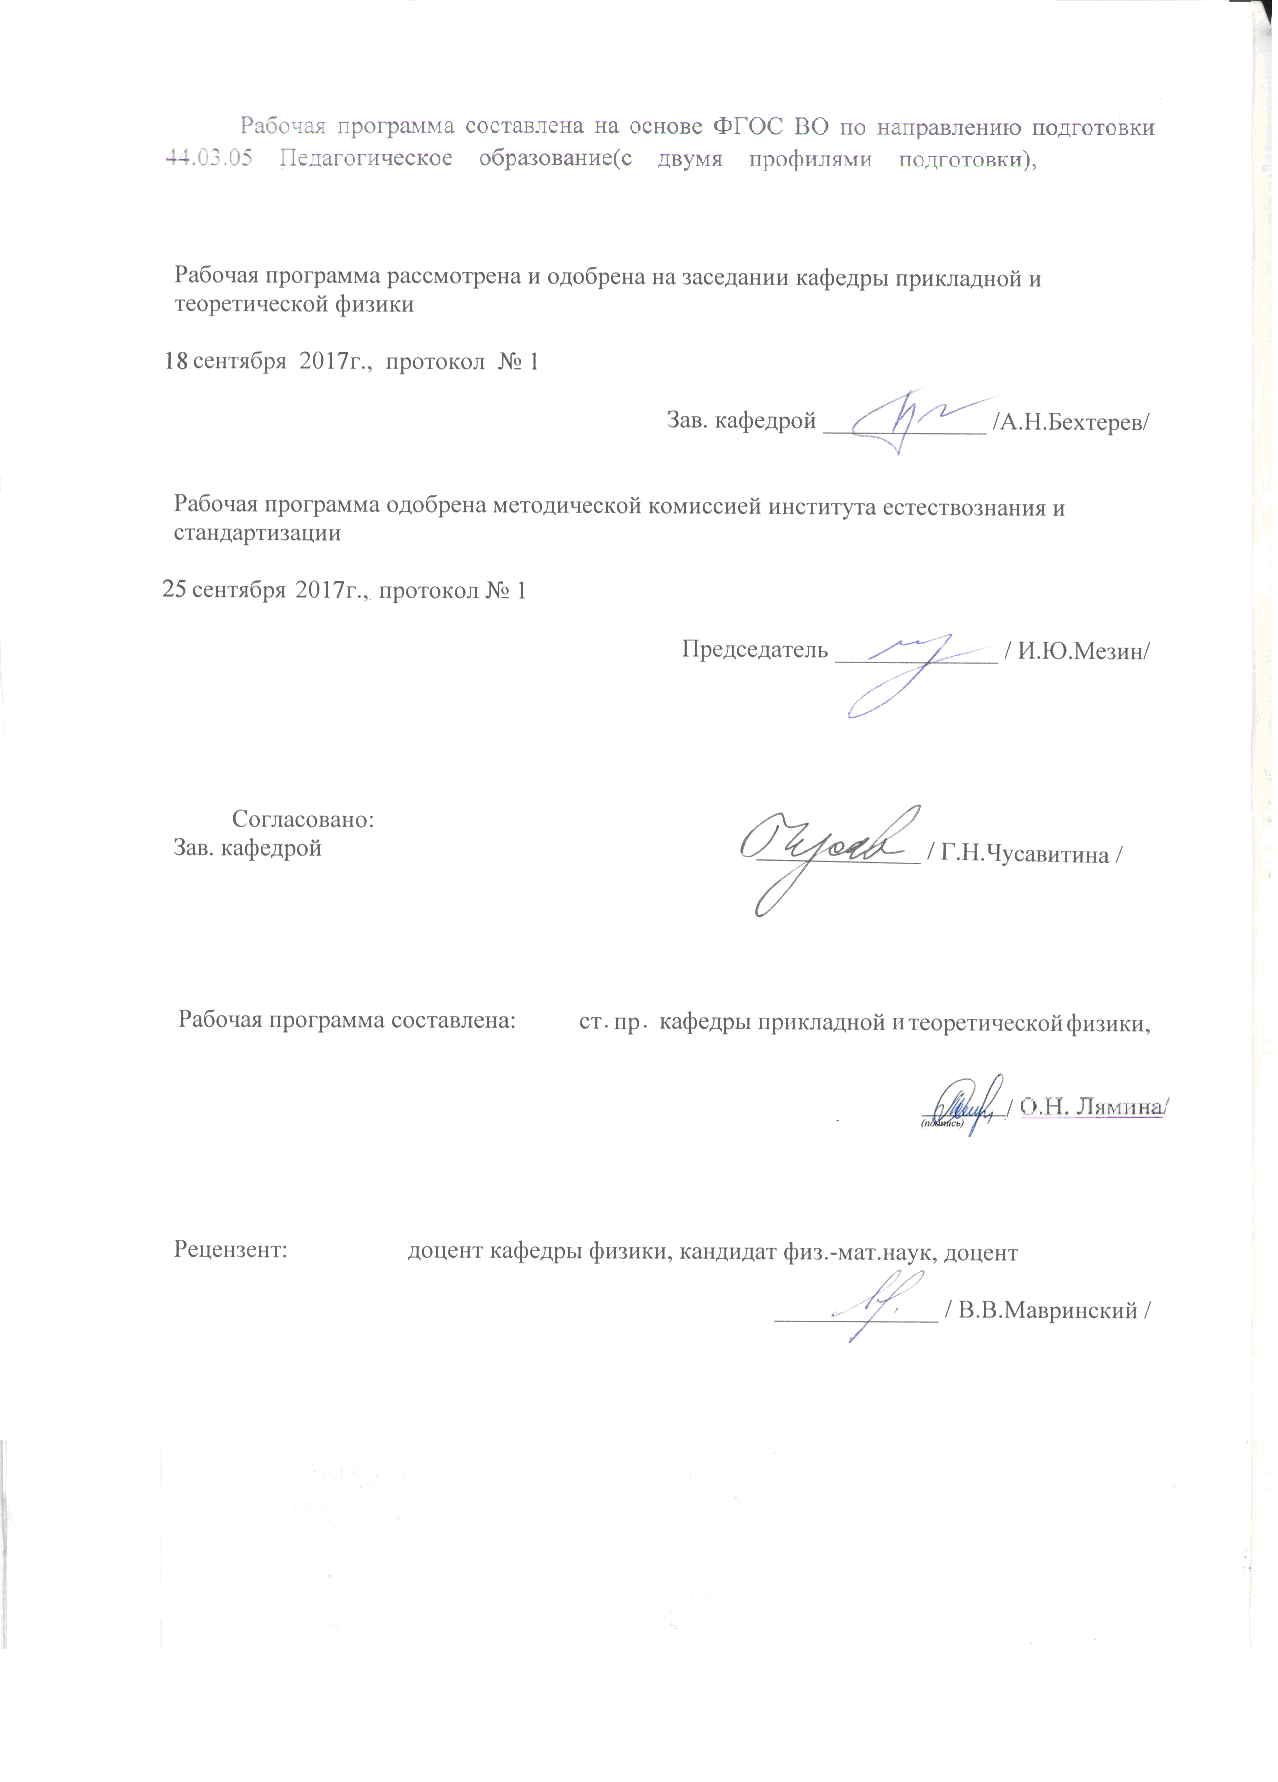 Рабочая программа составлена на основе ФГОС ВО по направлению подготовки
44.03.05 Педагогическое образование(с двумя профилями подготовки),
Рабочая программа рассмотрена и одобрена на заседании кафедры прикладной и
теоретической физики
18 сентября 2017г., протокол № 1
Зав. кафедрой /А.Н.Бехтерев/
Рабочая программа одобрена методической комиссией института естествознания и
стандартизации
25 сентября 2017г., протокол № 1
Председатель / И.Ю.Мезин/
Согласовано:
Зав. кафедрой / Г.Н.Чусавитина /
Рабочая программа составлена: ст. пр. кафедры прикладной и теоретической физики,
/ О.Н. Лямина/
(подпись)
Рецензент: доцент кафедры физики, кандидат физ.-мат.наук, доцент
/ В.В.Мавринский /